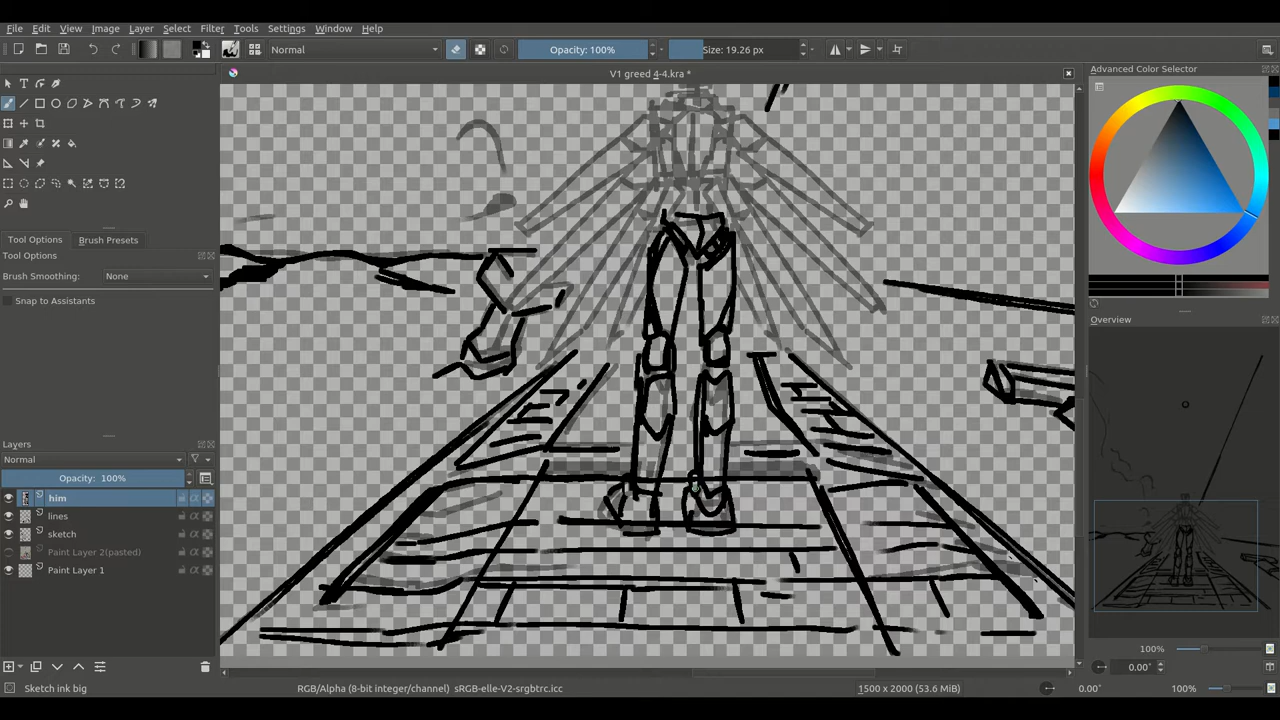 File Edit View Image Layer Select Filter Tools Settings Window Help
Normal Opacity: 100% Size: 19.26 px
V1 greed 4-4.kra *
Advanced Color Selector
Tool Options Brush Presets
Tool Options
Brush Smoothing: None
Snap to Assistants
Overview
Layers
Normal
Opacity: 100%
him
lines
sketch
Paint Layer 2(pasted)
Paint Layer 1
100%
0.00°
Sketch ink big RGB/Alpha (8-bit integer/channel) sRGB-elle-V2-srgbtrc.icc 1500 x 2000 (53.6 MiB) 0.00° 100%